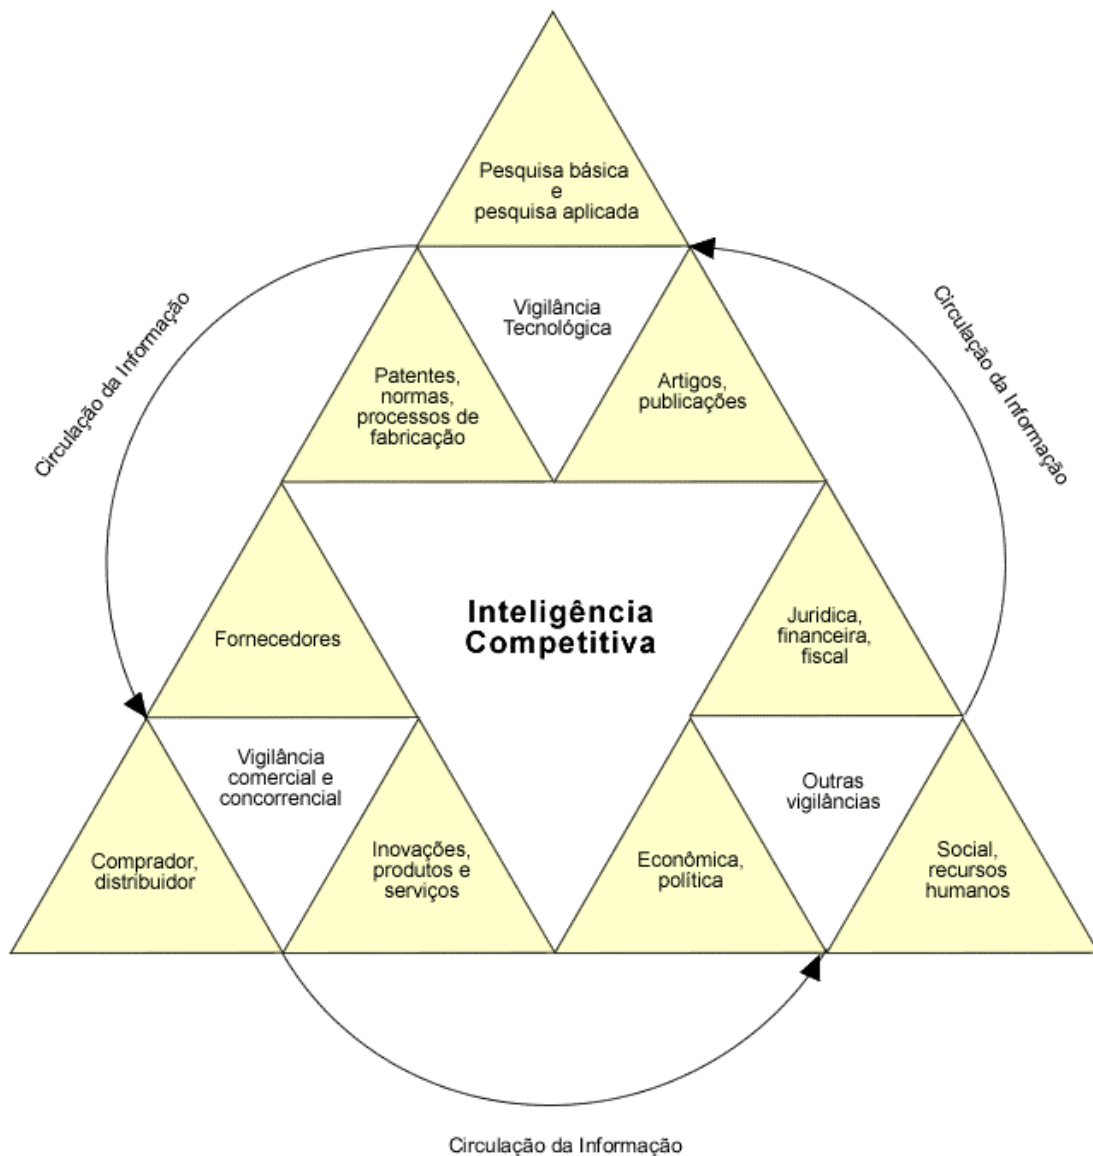 Pesquisa básica
e
pesquisa aplicada
Vigilância
Tecnológica
Patentes,
normas,
processos de
fabricação
Artigos,
publicações
Circulação da Informação
Circulação da Informação
Inteligência
Competitiva
Fornecedores
Juridica,
financeira,
fiscal
Vigilância
comercial e
concorrencial
Outras
vigilâncias
Comprador,
distribuidor
Inovações,
produtos e
serviços
Econômica,
política
Social,
recursos
humanos
Circulação da Informação